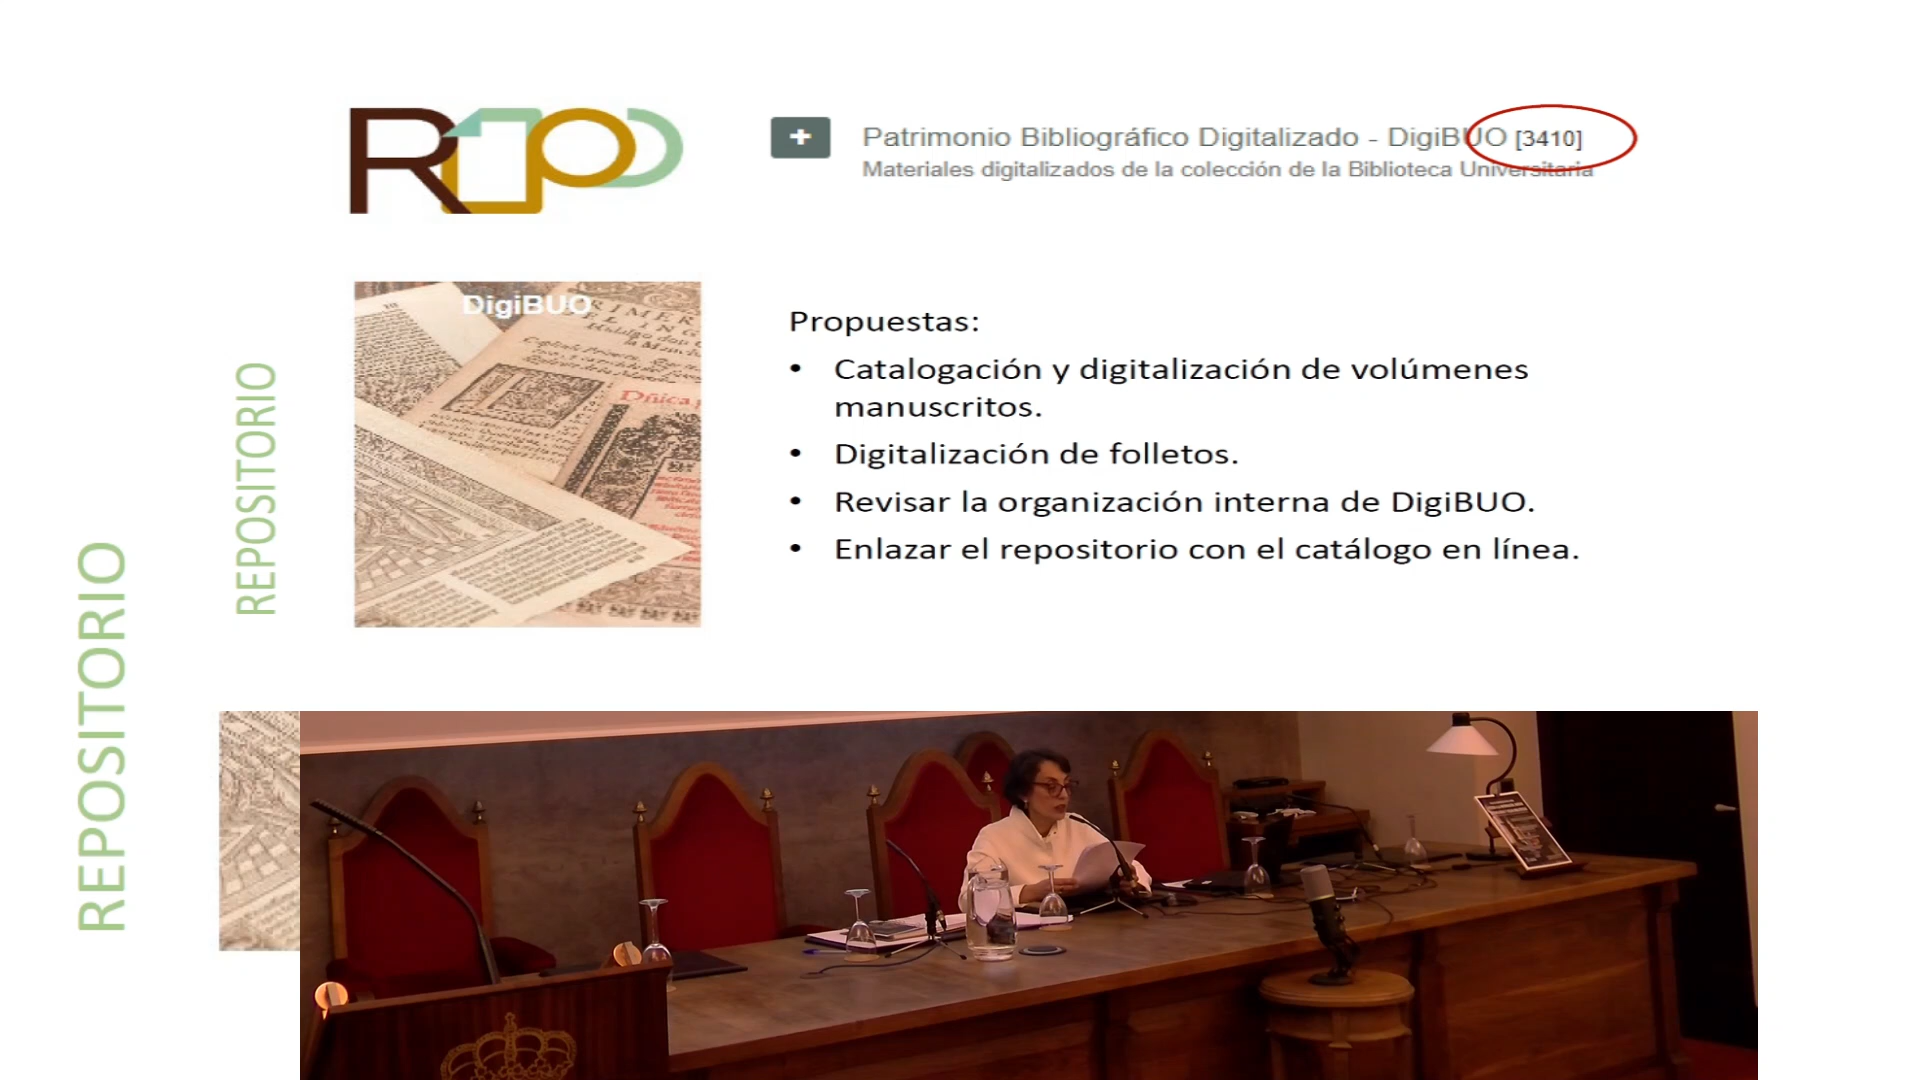 RUO
Patrimonio Bibliográfico Digitalizado - DigiBUO [3410]
Materiales digitalizados de la colección de la Biblioteca Universitaria
DigiBUO
Propuestas:
• Catalogación y digitalización de volúmenes
manuscritos.
• Digitalización de folletos.
• Revisar la organización interna de DigiBUO.
• Enlazar el repositorio con el catálogo en línea.
REPOSITORIO
REPOSITORIO